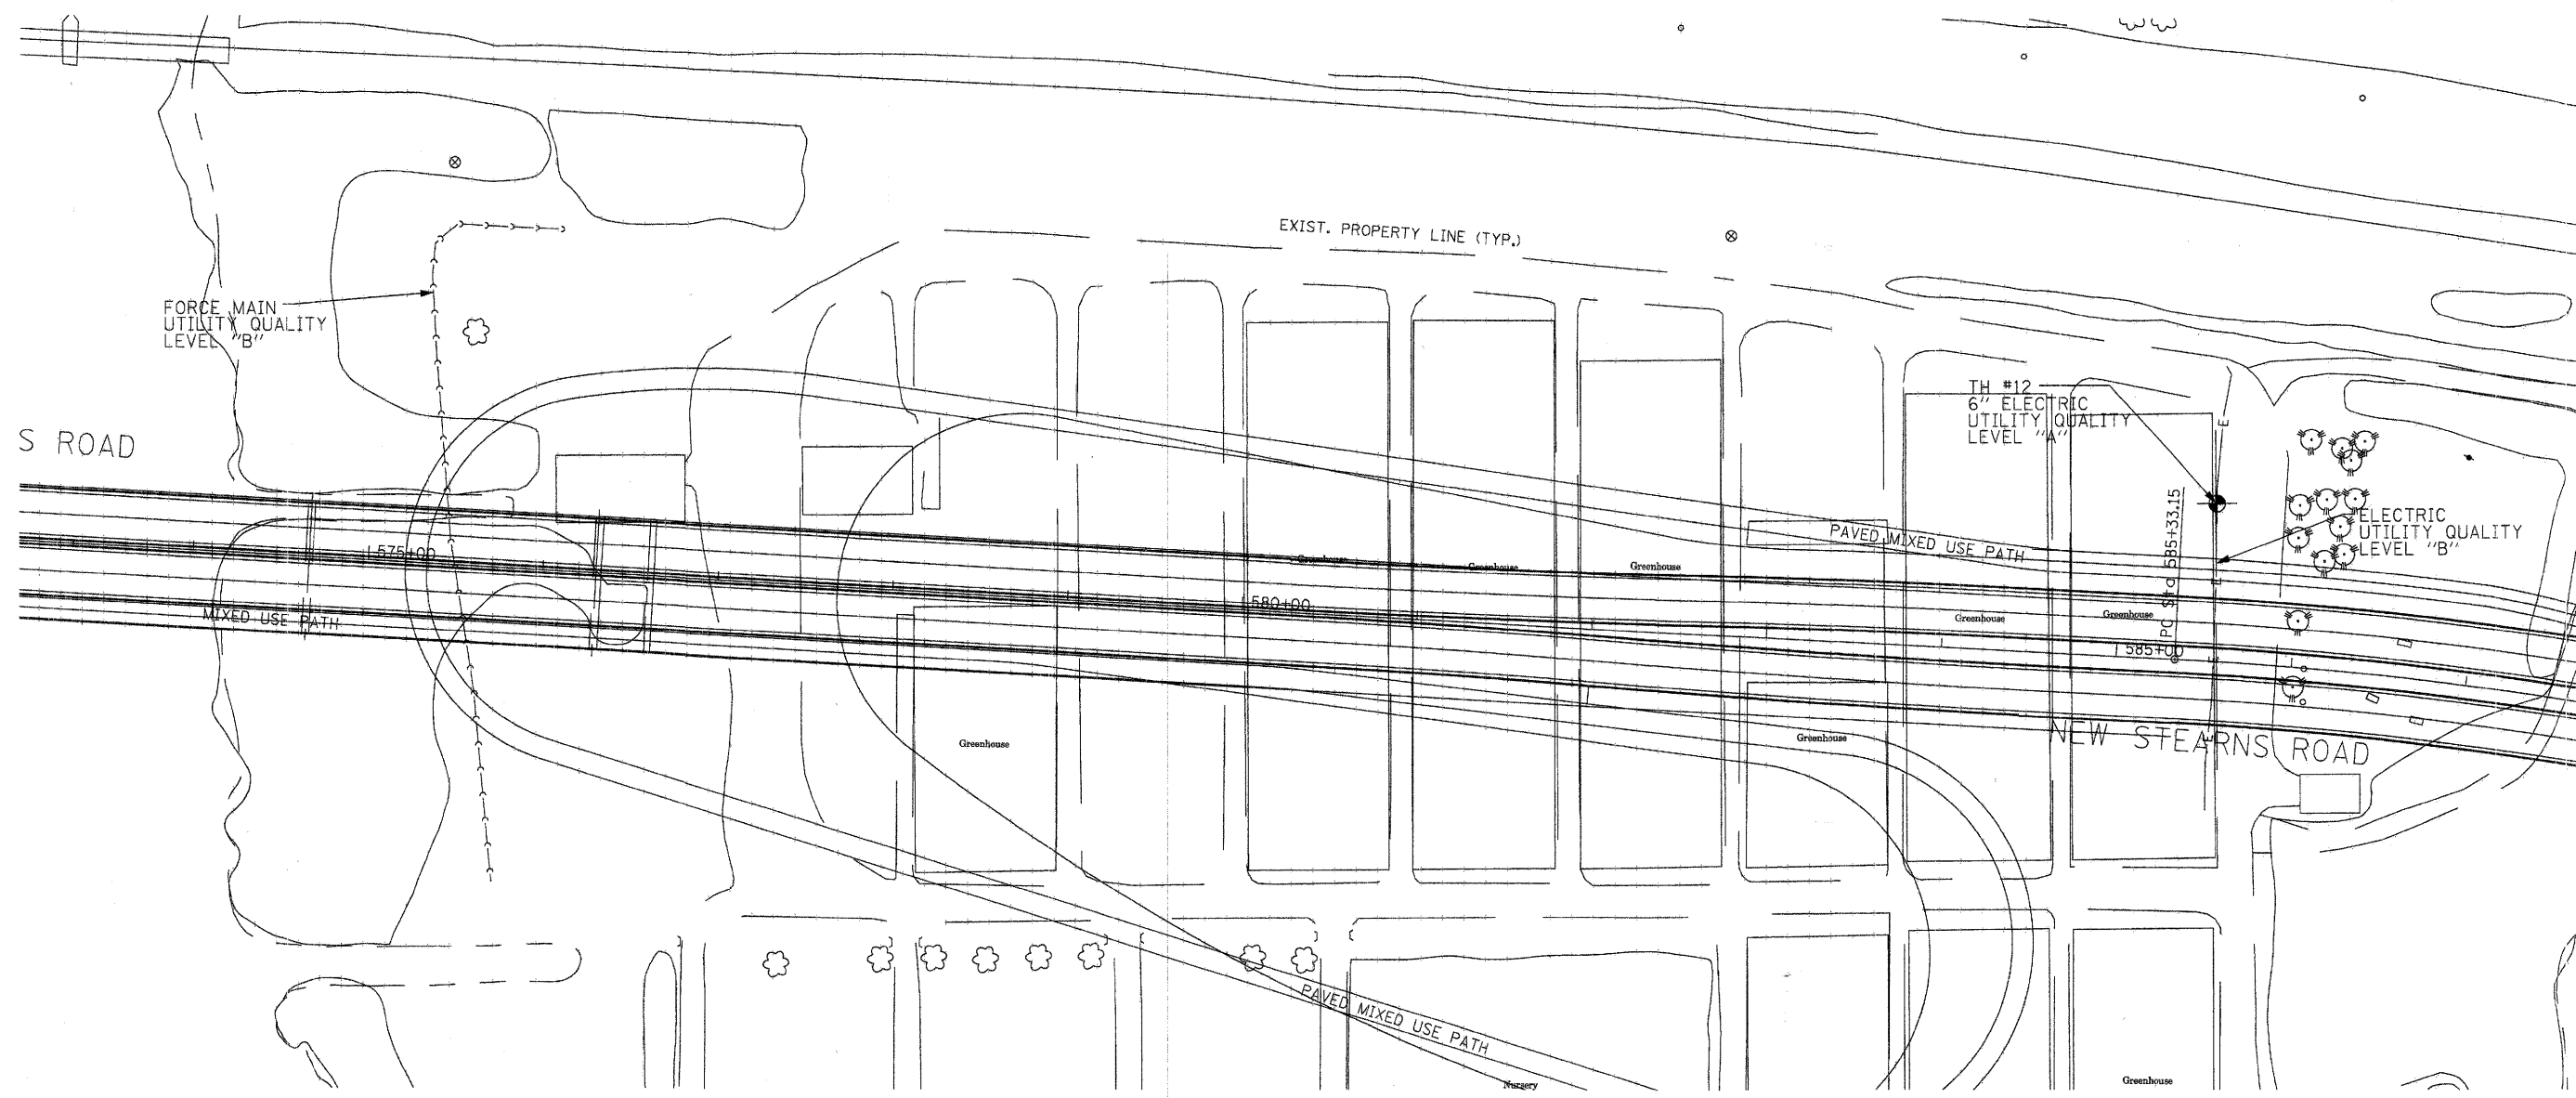 EXIST. PROPERTY LINE (TYP.)
FORCE MAIN
UTILITY QUALITY
LEVEL "B"
TH #12
6" ELECTRIC
UTILITY QUALITY
LEVEL "A"
S ROAD
E
PC Sta 585+33.15
ELECTRIC
UTILITY QUALITY
LEVEL "B"
PAVED MIXED USE PATH
575+00
Greenhouse
Greenhouse
Greenhouse
E
580+00
MIXED USE PATH
Greenhouse
Greenhouse
585+00
E
NEW STEARNS ROAD
E
Greenhouse
Greenhouse
PAVED MIXED USE PATH
Nursery
Greenhouse